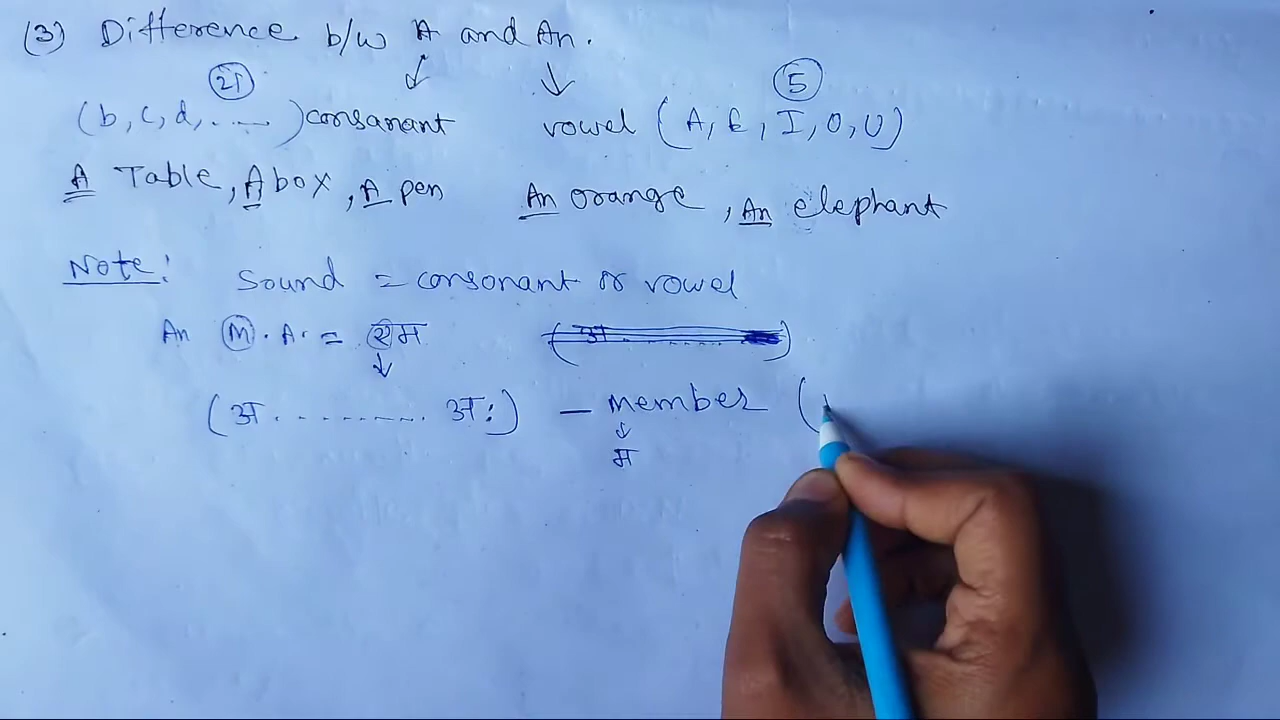 (3) Difference b/w A and An.
21 5
(b, c, d, ....) consonant vowel (A, E, I, O, U)
A Table, A box, A pen An orange, An elephant
Note: Sound = consonant or vowel
An M.A. = एम
(अ ......... अः) — member (
म